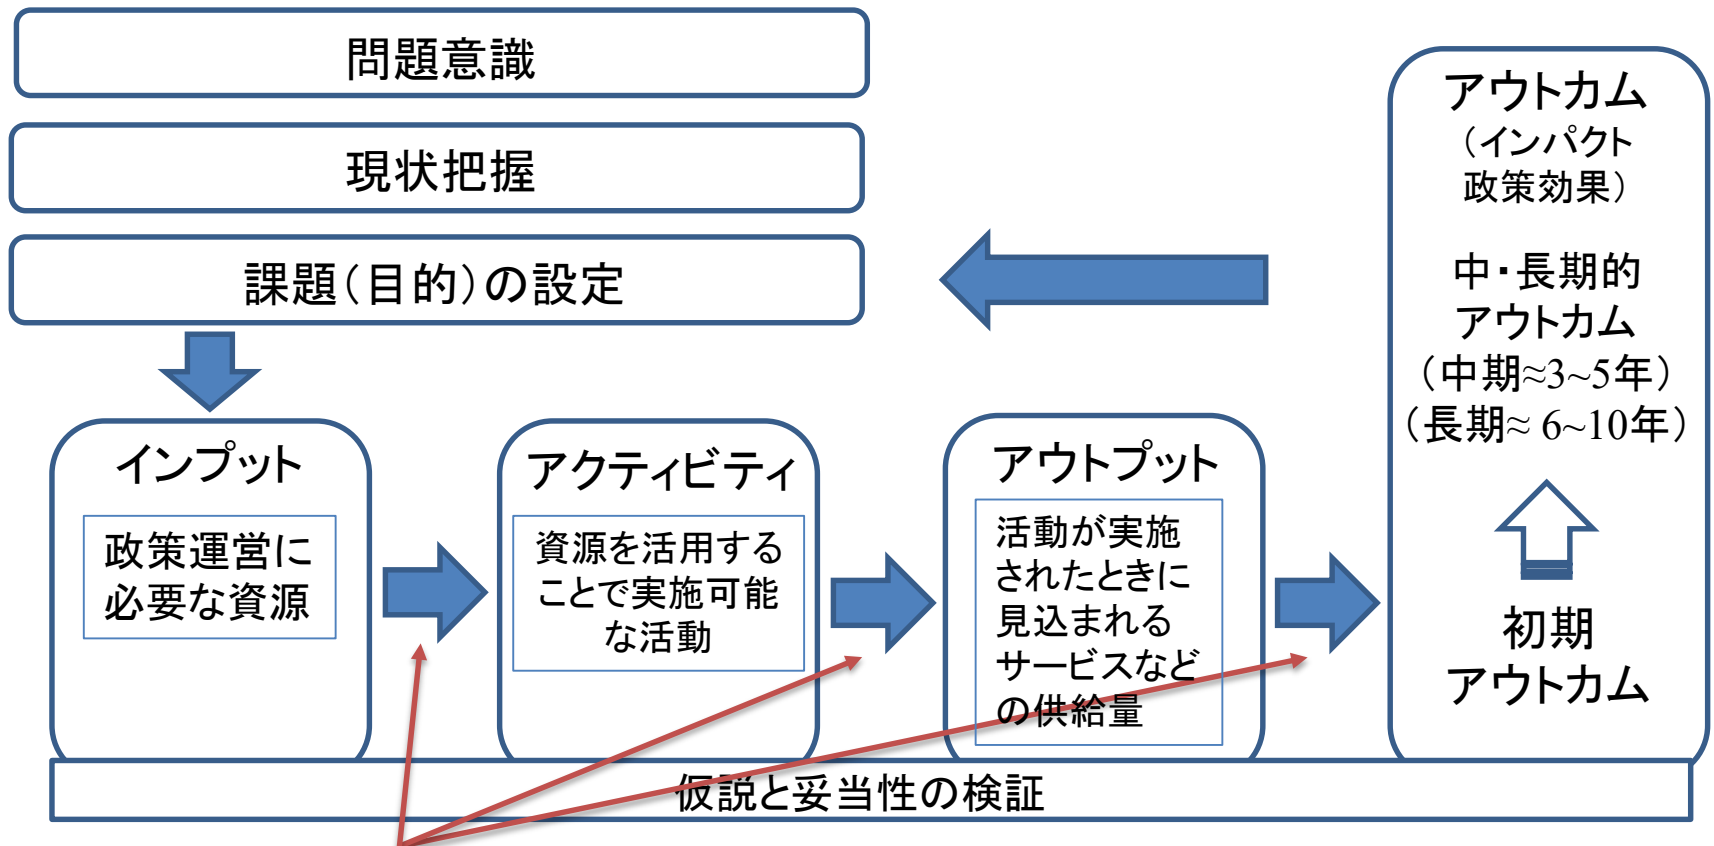 問題意識
現状把握
課題（目的）の設定
インプット
政策運営に
必要な資源
アクティビティ
資源を活用する
ことで実施可能
な活動
アウトプット
活動が実施
されたときに
見込まれる
サービスなど
の供給量
アウトカム
（インパクト
政策効果）
中・長期的
アウトカム
（中期≈3~5年）
（長期≈ 6~10年）
初期
アウトカム
仮説と妥当性の検証